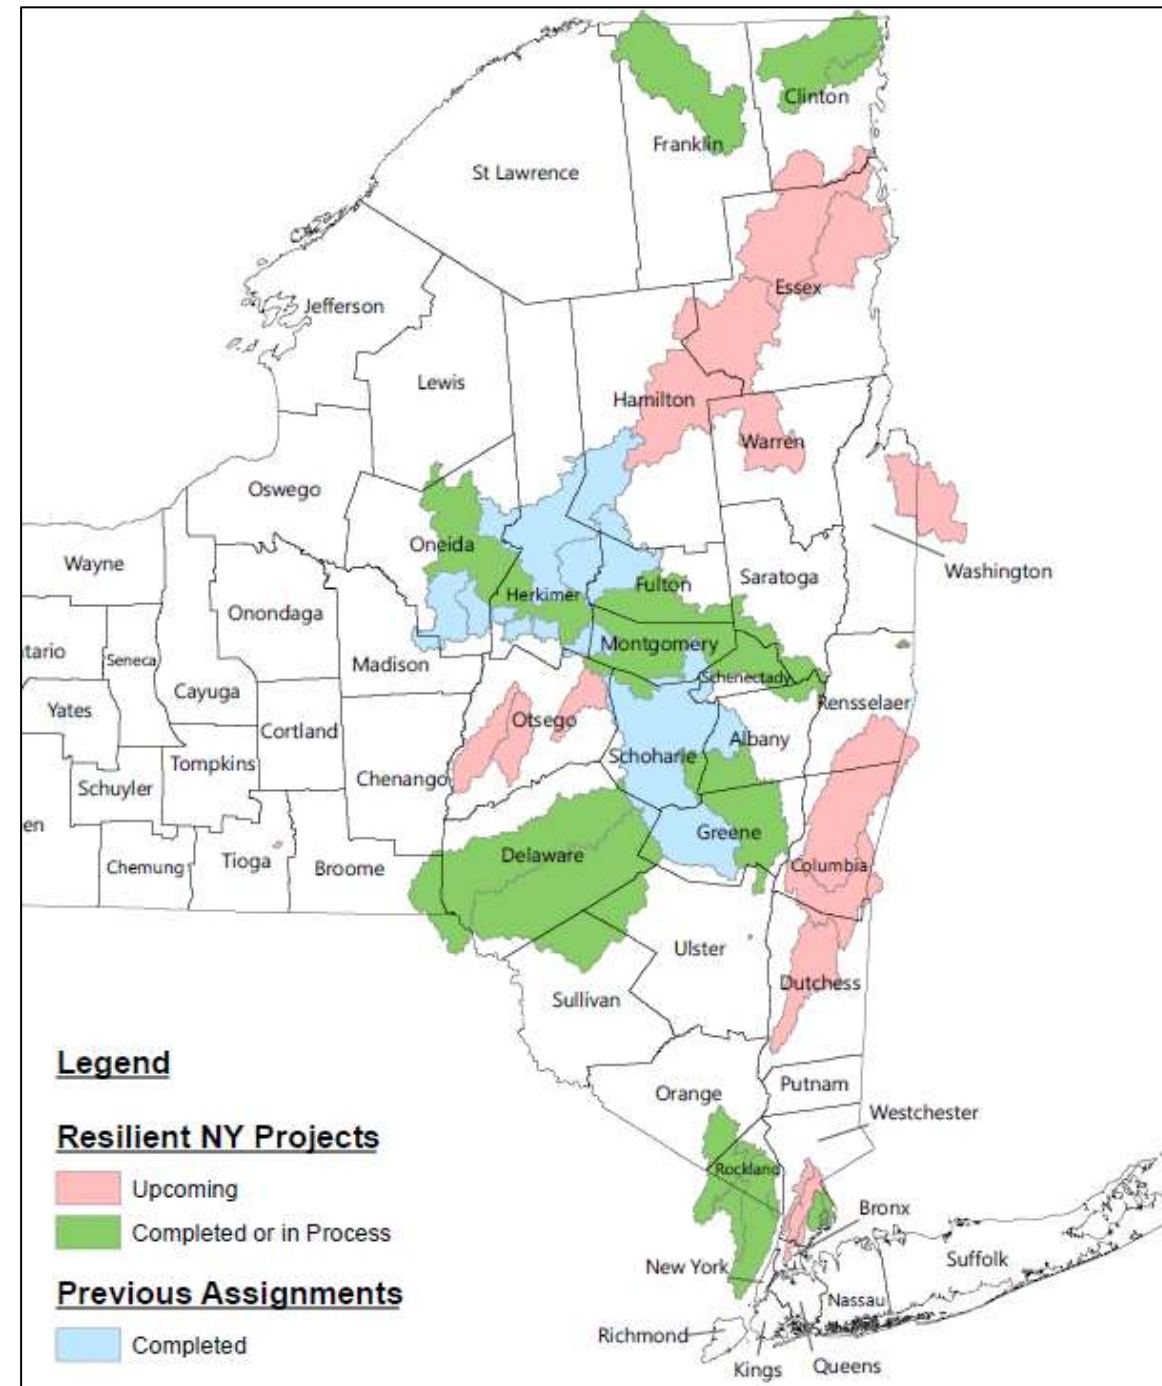 Clinton
Franklin
St Lawrence
Essex
Jefferson
Lewis
Hamilton
Warren
Oswego
Oneida
Wayne
Washington
Saratoga
Fulton
Herkimer
Onondaga
Montgomery
tario
Seneca
Madison
Schenectady
Cayuga
Rensselaer
Yates
Otsego
Cortland
Albany
Schoharie
Tompkins
Chenango
Schuyler
en
Greene
Delaware
Tioga
Chemung
Broome
Columbia
Ulster
Dutchess
Sullivan
Legend
Putnam
Orange
Westchester
Resilient NY Projects
Rockland
Upcoming
Bronx
Completed or in Process
Suffolk
New York
Previous Assignments
Nassau
Richmond
Completed
Kings
Queens